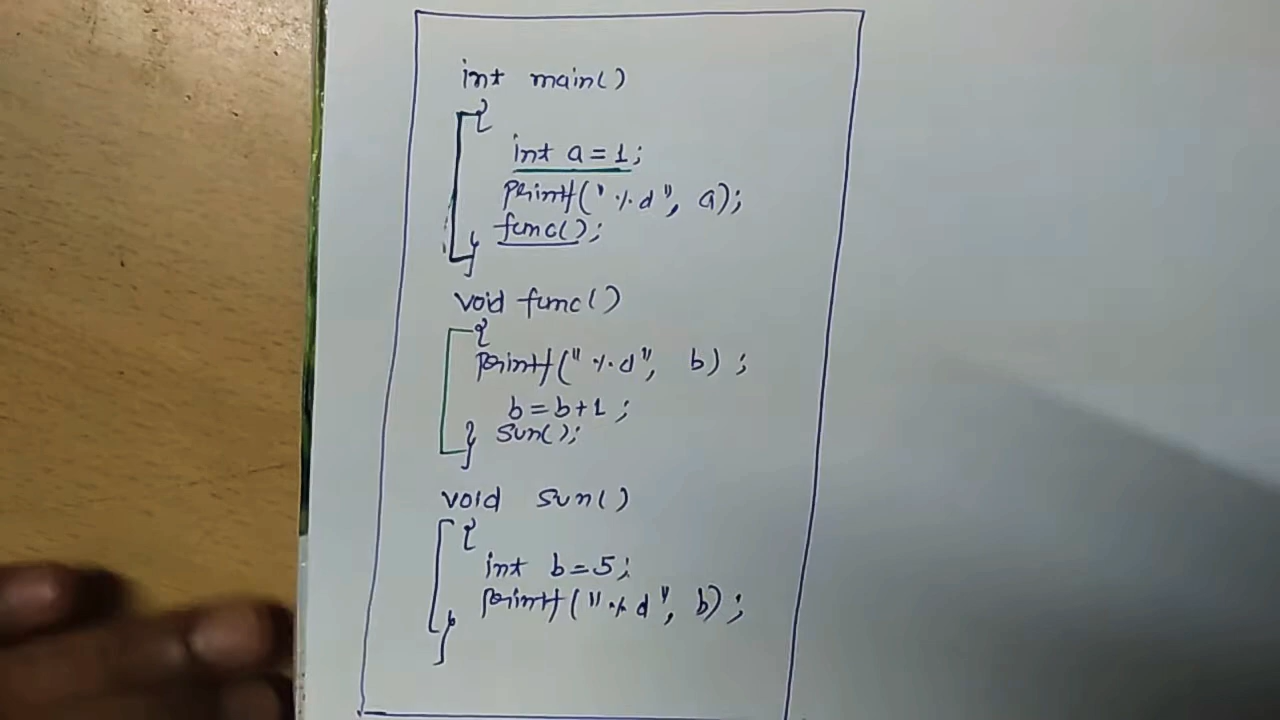 int main()
{
int a=1;
printf("%d", a);
func();
}
void func()
{
printf("%d", b);
b=b+1;
} sun();
void sun()
{
int b=5;
printf("%d", b);
}